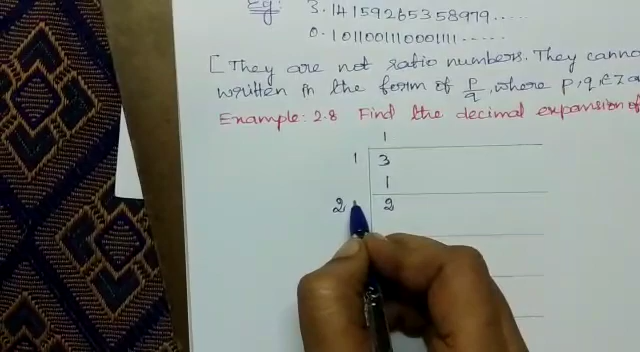 Eg: 3.14159265358979.....
0.1011001110001111.....
[They are not ratio numbers. They canno
written in the form of p/q, where p, q, ∈ Z a
Example: 2.8 Find the decimal expansion of
1
1 3
1
2 2